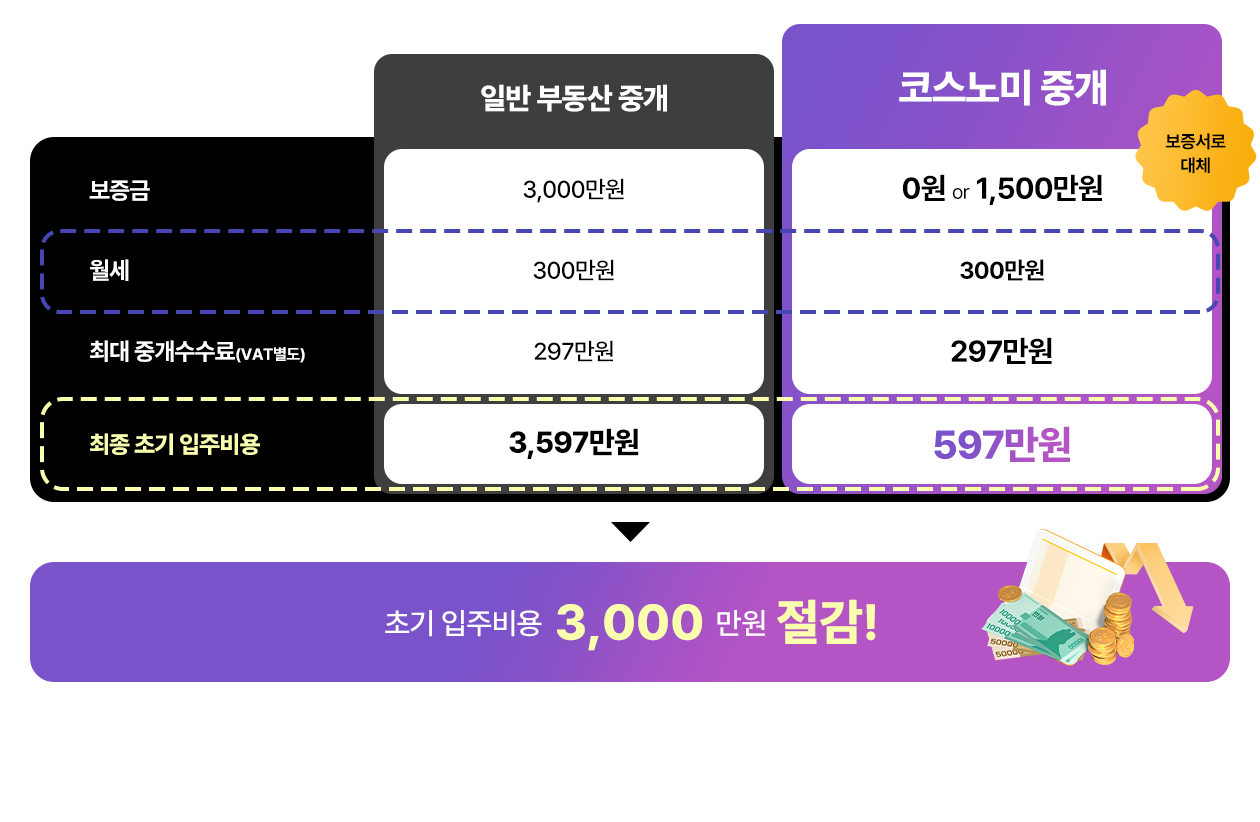 일반 부동산 중개
코스노미 중개
보증서로
대체
보증금
3,000만원
0원 or 1,500만원
월세
300만원
300만원
최대 중개수수료(VAT별도)
297만원
297만원
최종 초기 입주비용
3,597만원
597만원
초기 입주비용 3,000 만원 절감!
10000
10000
10000
50000
50000